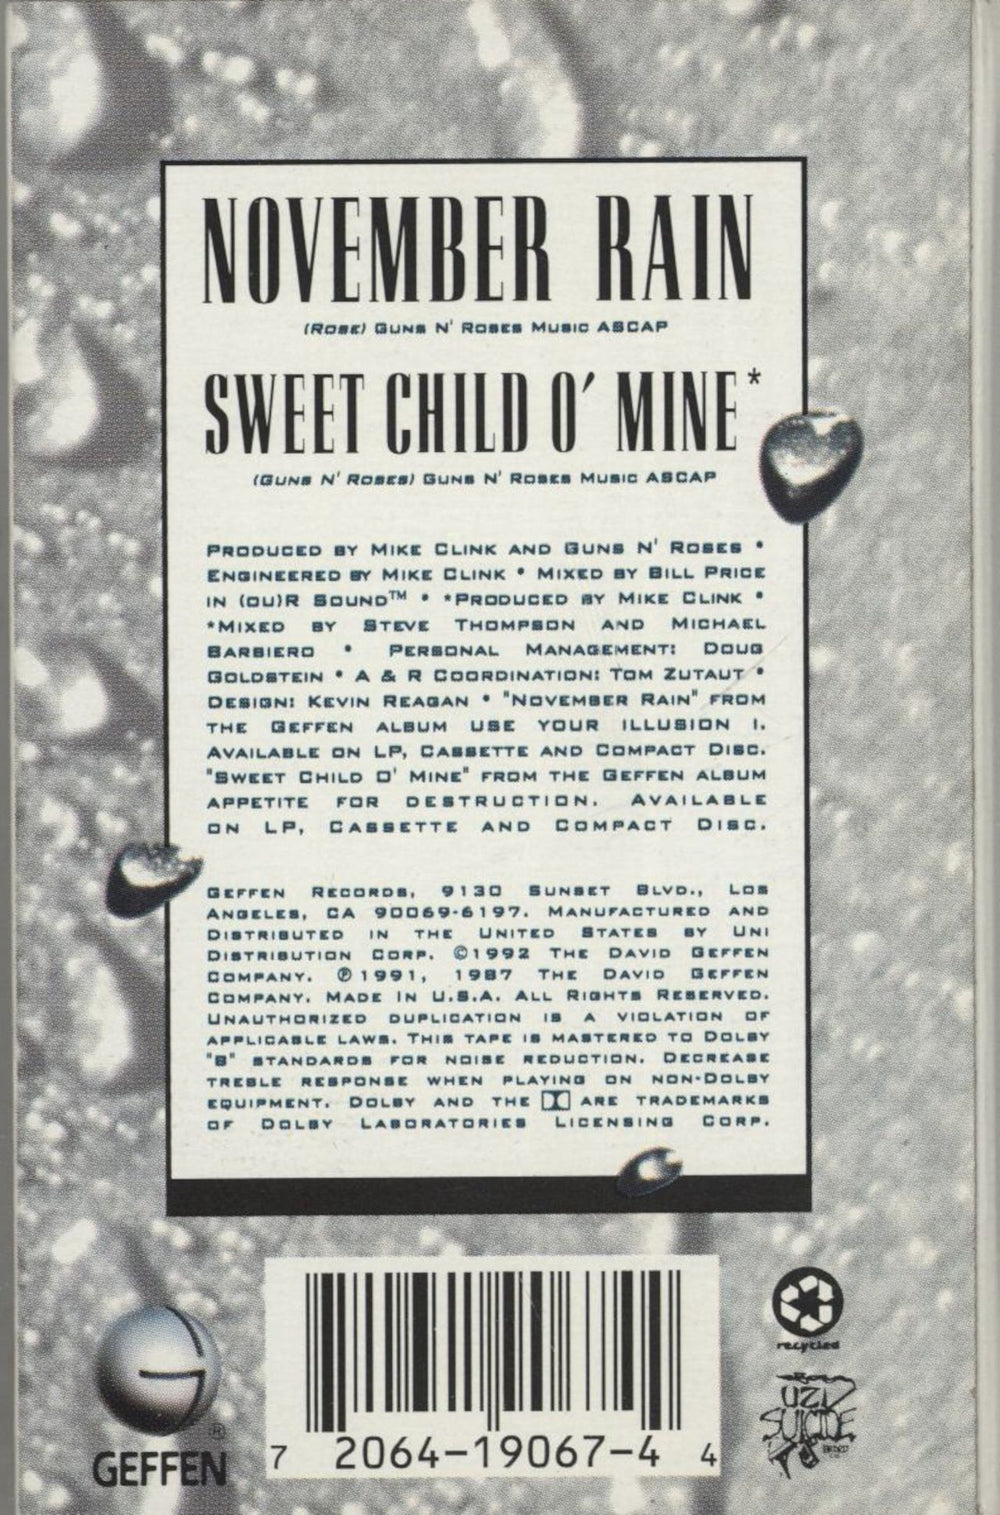 NOVEMBER RAIN
(ROSE) GUNS N' ROSES MUSIC ASCAP
SWEET CHILD O' MINE*
(GUNS N' ROSES) GUNS N' ROSES MUSIC ASCAP
PRODUCED BY MIKE CLINK AND GUNS N' ROSES •
ENGINEERED BY MIKE CLINK • MIXED BY BILL PRICE
IN (OU)R SOUND™ • *PRODUCED BY MIKE CLINK •
*MIXED BY STEVE THOMPSON AND MICHAEL
BARBIERO • PERSONAL MANAGEMENT: DOUG
GOLDSTEIN • A & R COORDINATION: TOM ZUTAUT •
DESIGN: KEVIN REAGAN • "NOVEMBER RAIN" FROM
THE GEFFEN ALBUM USE YOUR ILLUSION I.
AVAILABLE ON LP, CASSETTE AND COMPACT DISC.
"SWEET CHILD O' MINE" FROM THE GEFFEN ALBUM
APPETITE FOR DESTRUCTION. AVAILABLE
ON LP, CASSETTE AND COMPACT DISC.
GEFFEN RECORDS, 9130 SUNSET BLVD., LOS
ANGELES, CA 90069-6197. MANUFACTURED AND
DISTRIBUTED IN THE UNITED STATES BY UNI
DISTRIBUTION CORP. ©1992 THE DAVID GEFFEN
COMPANY. ℗1991, 1987 THE DAVID GEFFEN
COMPANY. MADE IN U.S.A. ALL RIGHTS RESERVED.
UNAUTHORIZED DUPLICATION IS A VIOLATION OF
APPLICABLE LAWS. THIS TAPE IS MASTERED TO DOLBY
"B" STANDARDS FOR NOISE REDUCTION. DECREASE
TREBLE RESPONSE WHEN PLAYING ON NON-DOLBY
EQUIPMENT. DOLBY AND THE ARE TRADEMARKS
OF DOLBY LABORATORIES LICENSING CORP.
recycled
UZI
SUICIDE
GEFFEN®
7 2064-19067-4 4